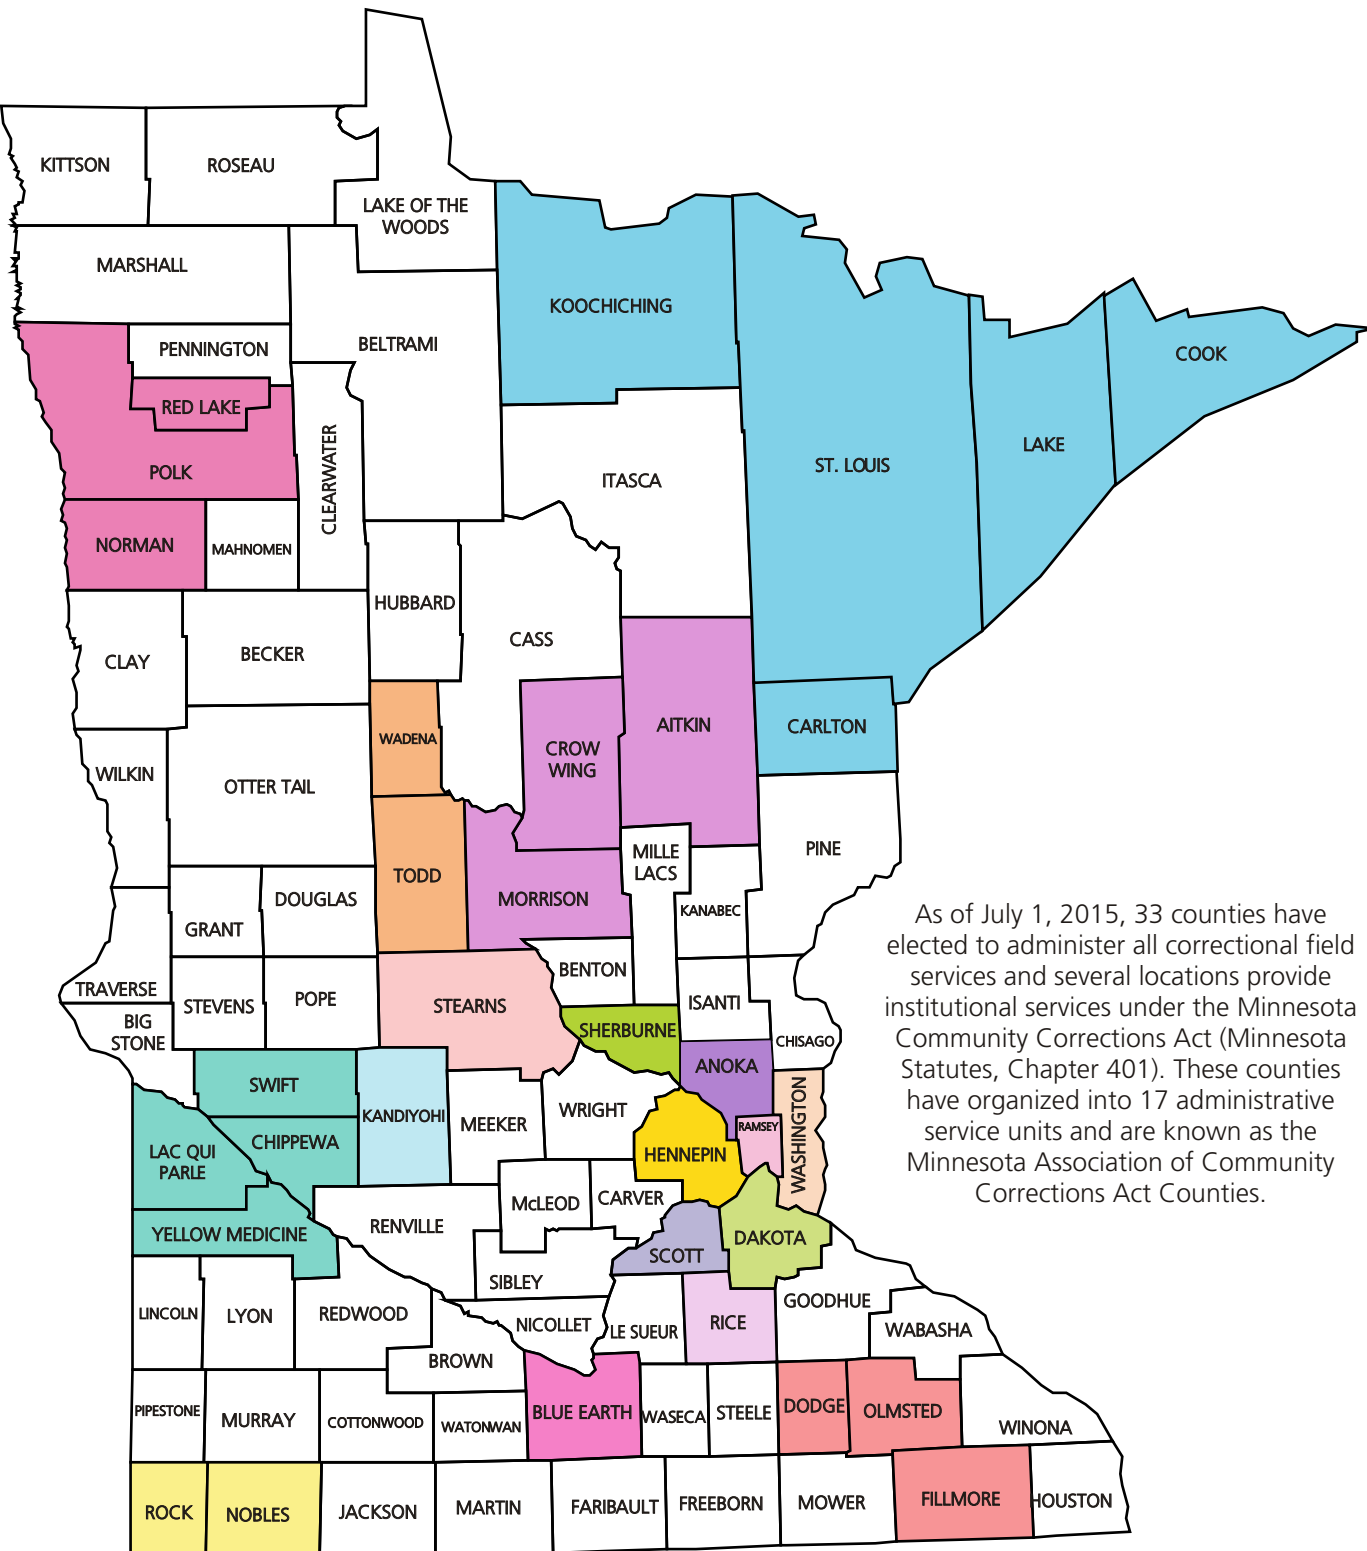 KITTSON
ROSEAU
LAKE OF THE
WOODS
MARSHALL
KOOCHICHING
BELTRAMI
PENNINGTON
COOK
RED LAKE
LAKE
ST. LOUIS
POLK
CLEARWATER
ITASCA
NORMAN
MAHNOMEN
HUBBARD
CASS
CLAY
BECKER
AITKIN
CARLTON
WADENA
CROW
WING
WILKIN
OTTER TAIL
PINE
MILLE
LACS
TODD
MORRISON
DOUGLAS
KANABEC
GRANT
BENTON
TRAVERSE
STEVENS
POPE
STEARNS
ISANTI
BIG
STONE
SHERBURNE
CHISAGO
ANOKA
SWIFT
KANDIYOHI
MEEKER
WRIGHT
RAMSEY
WASHINGTON
CHIPPEWA
LAC QUI
PARLE
HENNEPIN
McLEOD
CARVER
YELLOW MEDICINE
RENVILLE
DAKOTA
SCOTT
SIBLEY
LINCOLN
LYON
REDWOOD
NICOLLET
LE SUEUR
RICE
GOODHUE
WABASHA
BROWN
PIPESTONE
MURRAY
COTTONWOOD
WATONWAN
BLUE EARTH
WASECA
STEELE
DODGE
OLMSTED
WINONA
ROCK
NOBLES
JACKSON
MARTIN
FARIBAULT
FREEBORN
MOWER
FILLMORE
HOUSTON
As of July 1, 2015, 33 counties have
elected to administer all correctional field
services and several locations provide
institutional services under the Minnesota
Community Corrections Act (Minnesota
Statutes, Chapter 401). These counties
have organized into 17 administrative
service units and are known as the
Minnesota Association of Community
Corrections Act Counties.